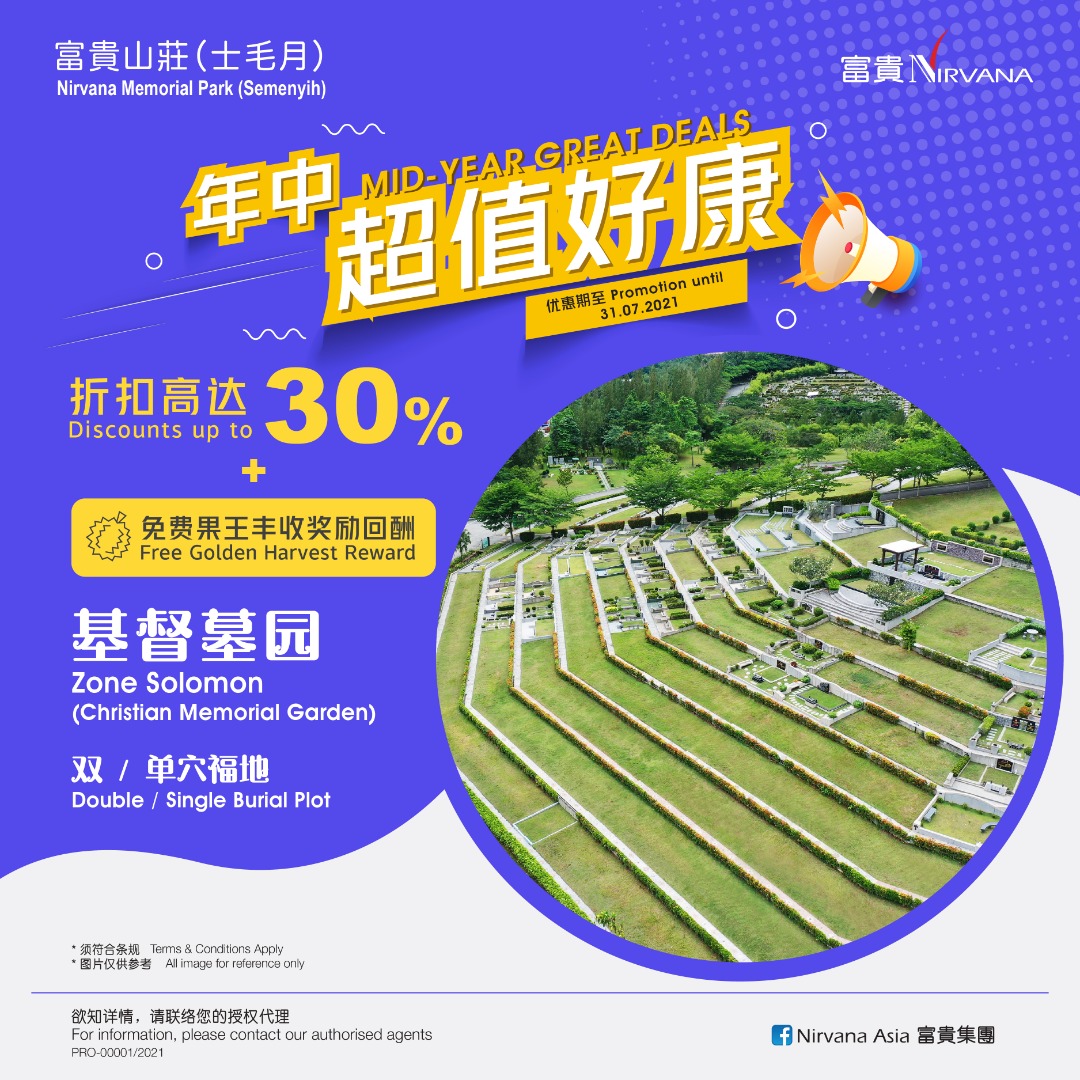 富貴山莊(士毛月)
Nirvana Memorial Park (Semenyih)
富貴 NIRVANA
MID-YEAR GREAT DEALS
年中
超值好康
优惠期至 Promotion until
31.07.2021
折扣高达
Discounts up to
30%
+
免费果王丰收奖励回酬
Free Golden Harvest Reward
基督墓园
Zone Solomon
(Christian Memorial Garden)
双 / 单穴福地
Double / Single Burial Plot
* 须符合条规 Terms & Conditions Apply
* 图片仅供参考 All image for reference only
欲知详情，请联络您的授权代理
For information, please contact our authorised agents
PRO-00001/2021
Nirvana Asia 富貴集團